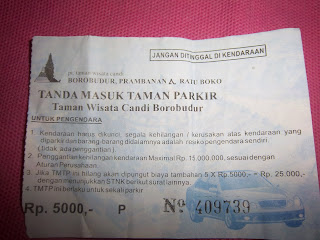 JANGAN DITINGGAL DI KENDARAAN
pt. taman wisata candi
BOROBUDUR, PRAMBANAN & RATU BOKO
TANDA MASUK TAMAN PARKIR
Taman Wisata Candi Borobudur
UNTUK PENGENDARA
1. Kendaraan harus dikunci, segala kehilangan / kerusakan atas kendaraan yang
diparkir dan barang-barang didalamnya adalah resiko pengendara sendiri.
( Tidak ada penggantian ).
2. Penggantian kehilangan kendaraan Maksimal Rp. 15.000.000, sesuai dengan
Aturan Perusahaan.
3. Jika TMTP ini hilang akan dipungut biaya tambahan 5 X Rp.5000,- = Rp. 25.000,-
dengan menunjukkan STNK berikut surat lainnya.
4. TMTP ini berlaku untuk sekali parkir
Rp. 5000,- P No 409739